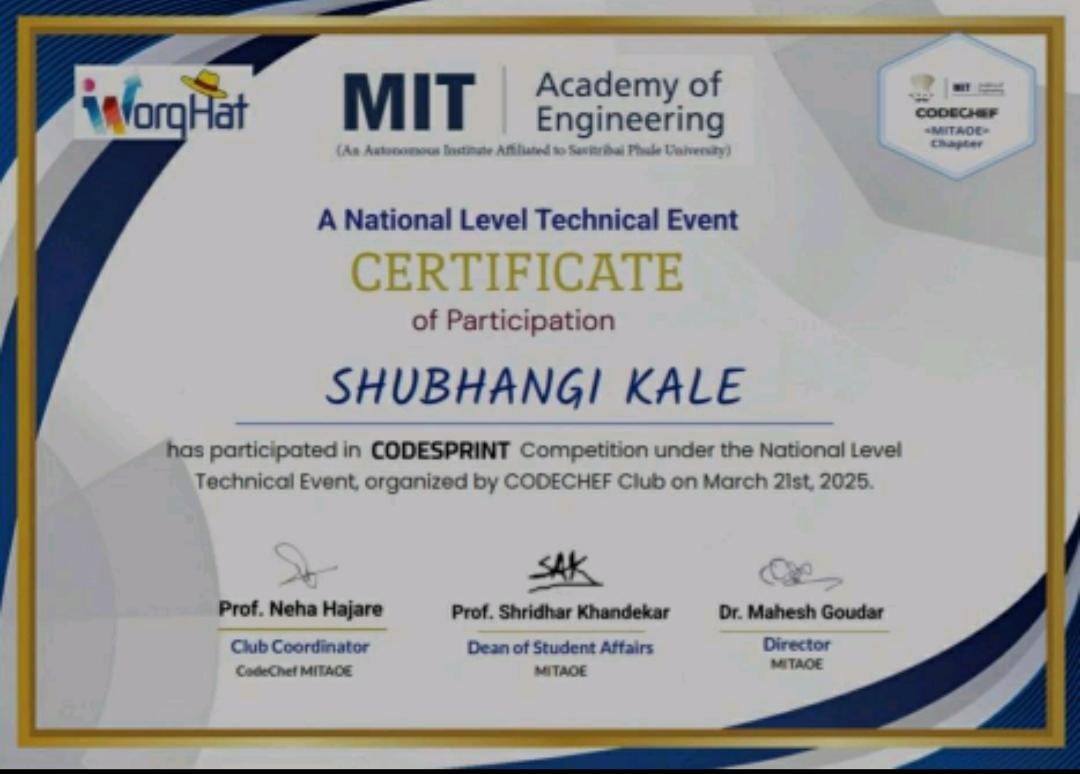 WorqHat
MIT
Academy of
Engineering
(An Autonomous Institute Affiliated to Savitribai Phule University)
MIT
CODECHEF
<MITAOE>
Chapter
A National Level Technical Event
CERTIFICATE
of Participation
SHUBHANGI KALE
has participated in CODESPRINT Competition under the National Level
Technical Event, organized by CODECHEF Club on March 21st, 2025.
SAK
Prof. Neha Hajare
Prof. Shridhar Khandekar
Dr. Mahesh Goudar
Club Coordinator
Dean of Student Affairs
Director
CodeChef MITAOE
MITAOE
MITAOE